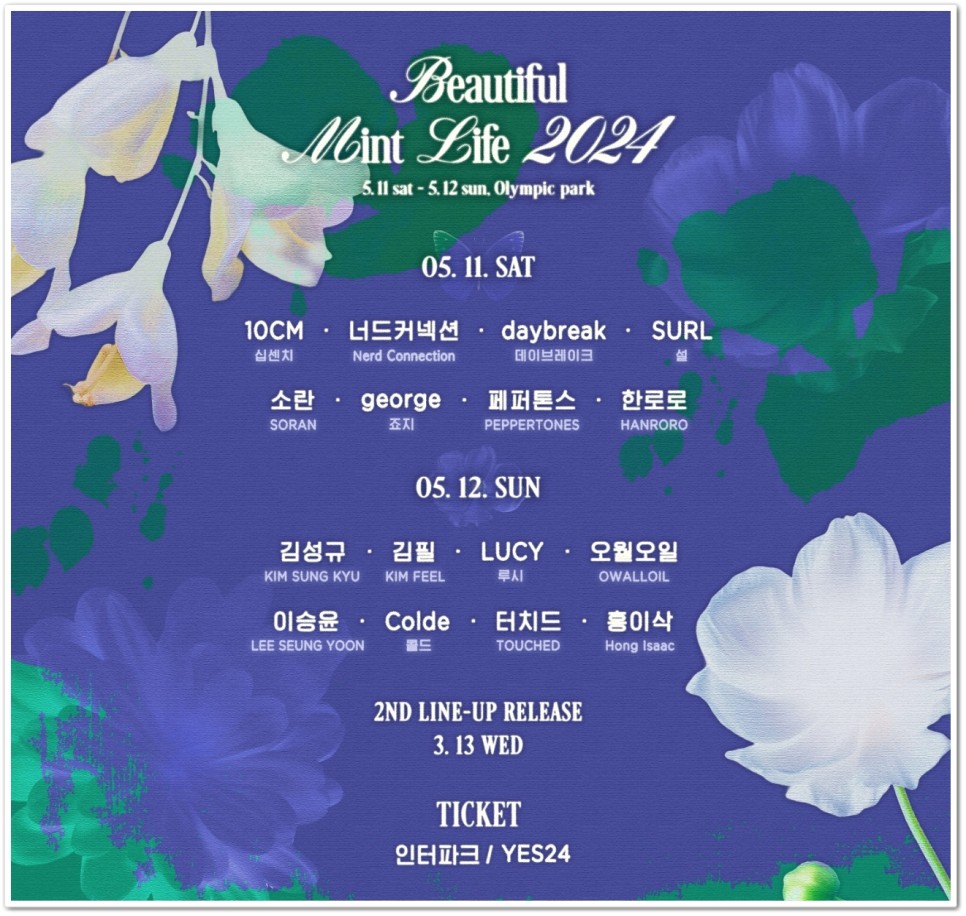 Beautiful
Mint Life 2024
5.11 sat - 5.12 sun, Olympic park
05. 11. SAT
10CM · 너드커넥션 · daybreak · SURL
십센치 Nerd Connection 데이브레이크 설
소란 · george · 페퍼톤스 · 한로로
SORAN 죠지 PEPPERTONES HANRORO
05. 12. SUN
김성규 · 김필 · LUCY · 오월오일
KIM SUNG KYU KIM FEEL 루시 OWALLOIL
이승윤 · Colde · 터치드 · 홍이삭
LEE SEUNG YOON 콜드 TOUCHED Hong Isaac
2ND LINE-UP RELEASE
3. 13 WED
TICKET
인터파크 / YES24